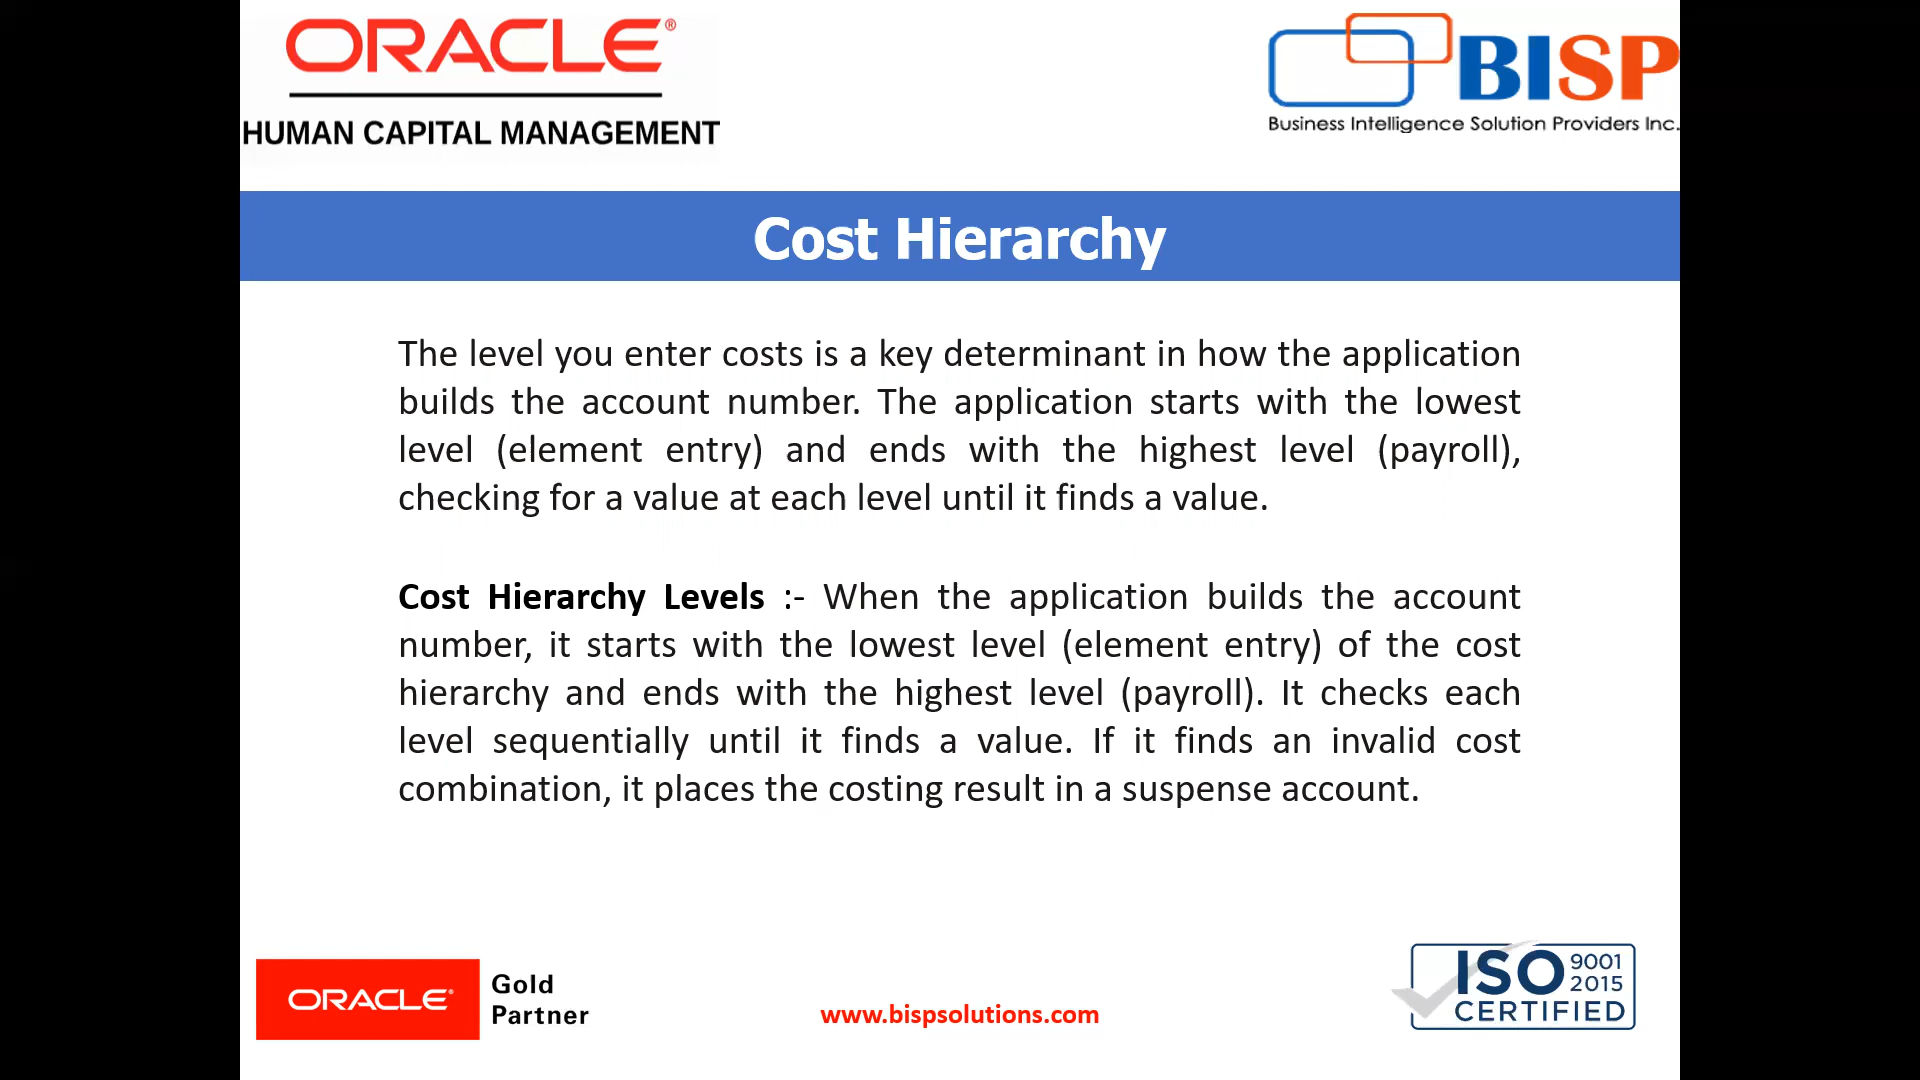 ORACLE®
HUMAN CAPITAL MANAGEMENT
BISP
Business Intelligence Solution Providers Inc.
Cost Hierarchy
The level you enter costs is a key determinant in how the application
builds the account number. The application starts with the lowest
level (element entry) and ends with the highest level (payroll),
checking for a value at each level until it finds a value.
Cost Hierarchy Levels :- When the application builds the account
number, it starts with the lowest level (element entry) of the cost
hierarchy and ends with the highest level (payroll). It checks each
level sequentially until it finds a value. If it finds an invalid cost
combination, it places the costing result in a suspense account.
ORACLE®
Gold
Partner
www.bispsolutions.com
ISO 9001
2015
CERTIFIED